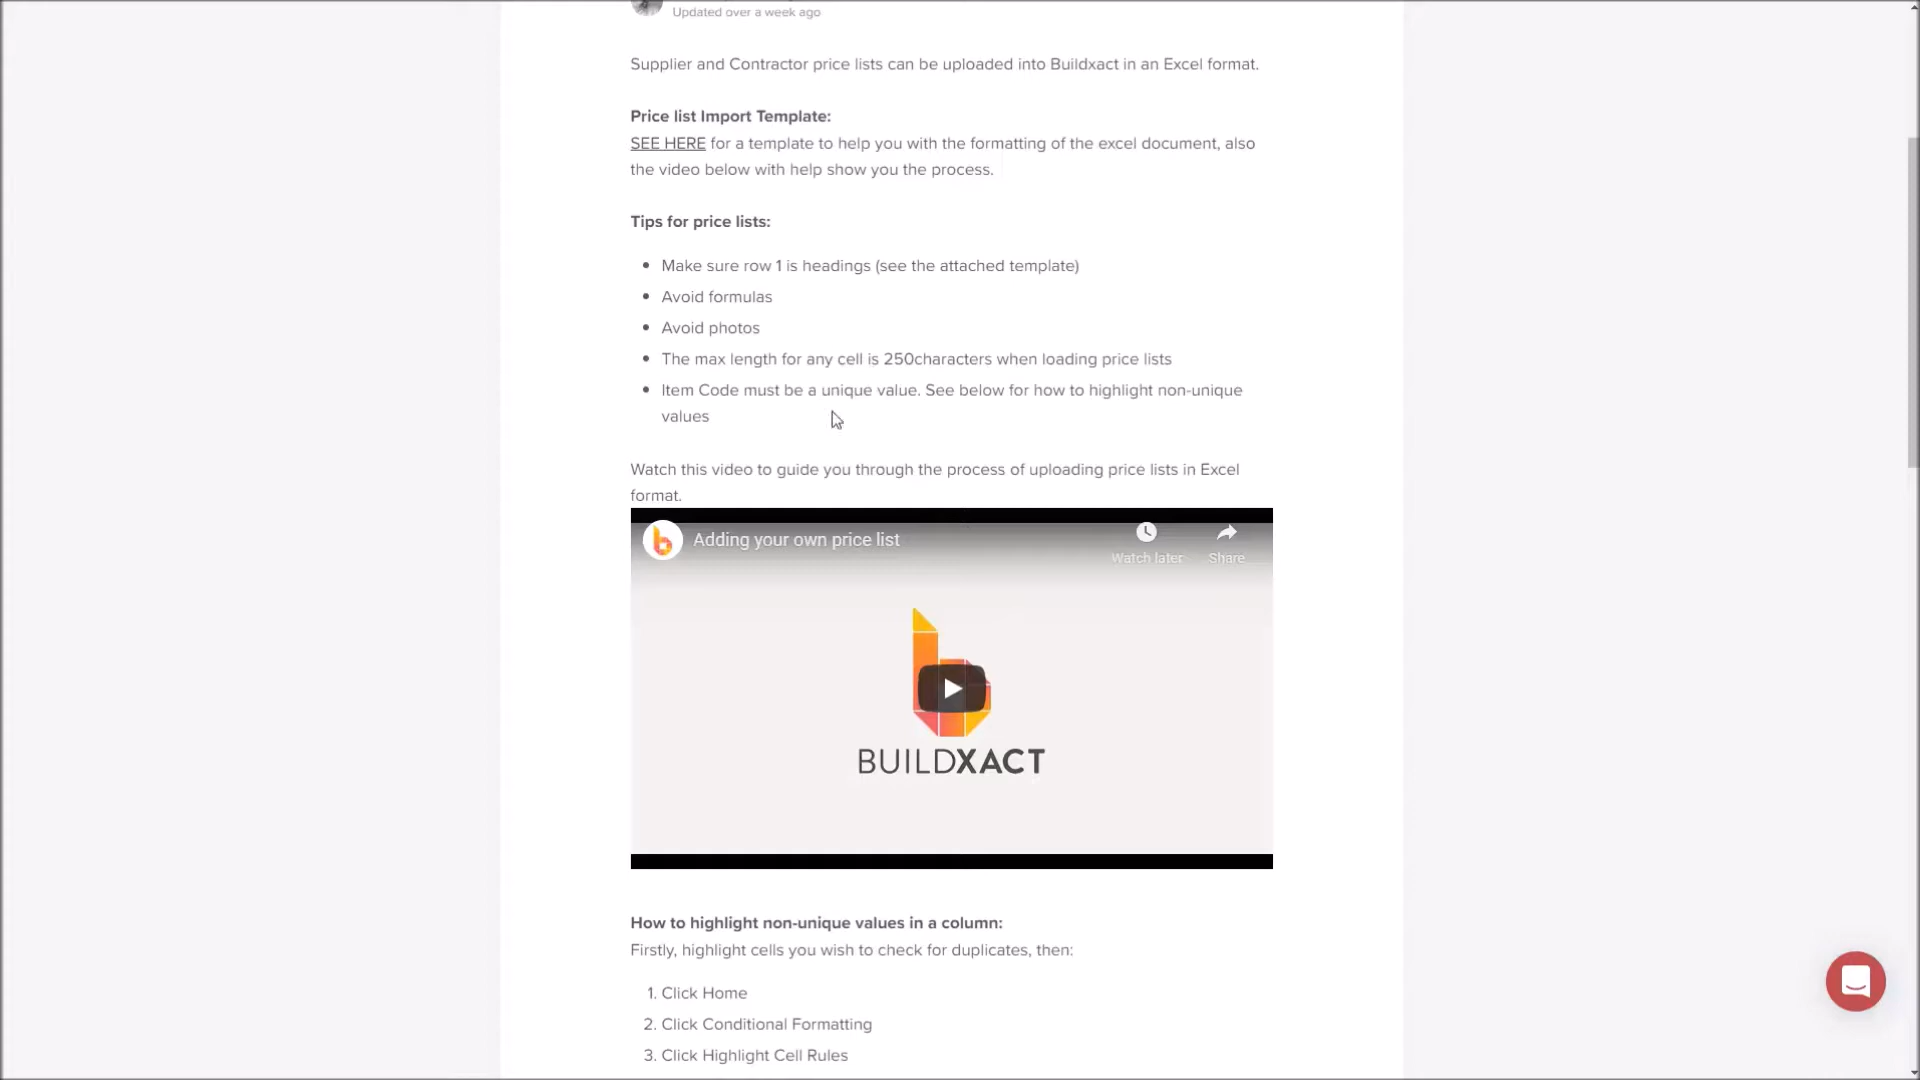 Updated over a week ago
Supplier and Contractor price lists can be uploaded into Buildxact in an Excel format.
Price list Import Template:
SEE HERE for a template to help you with the formatting of the excel document, also
the video below with help show you the process.
Tips for price lists:
Make sure row 1 is headings (see the attached template)
Avoid formulas
Avoid photos
The max length for any cell is 250characters when loading price lists
Item Code must be a unique value. See below for how to highlight non-unique
values
Watch this video to guide you through the process of uploading price lists in Excel
format.
Adding your own price list
Watch later
Share
BUILDXACT
How to highlight non-unique values in a column:
Firstly, highlight cells you wish to check for duplicates, then:
1. Click Home
2. Click Conditional Formatting
3. Click Highlight Cell Rules